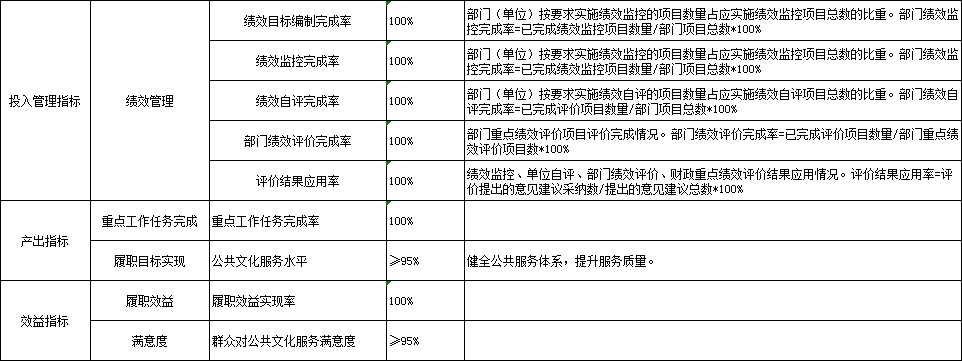 投入管理指标
绩效管理
绩效目标编制完成率
100%
部门（单位）按要求实施绩效监控的项目数量占应实施绩效监控项目总数的比重。部门绩效监
控完成率=已完成绩效监控项目数量/部门项目总数*100%
绩效监控完成率
100%
部门（单位）按要求实施绩效监控的项目数量占应实施绩效监控项目总数的比重。部门绩效监
控完成率=已完成绩效监控项目数量/部门项目总数*100%
绩效自评完成率
100%
部门（单位）按要求实施绩效自评的项目数量占应实施绩效自评项目总数的比重。部门绩效自
评完成率=已完成评价项目数量/部门项目总数*100%
部门绩效评价完成率
100%
部门重点绩效评价项目评价完成情况。部门绩效评价完成率=已完成评价项目数量/部门重点绩
效评价项目数*100%
评价结果应用率
100%
绩效监控、单位自评、部门绩效评价、财政重点绩效评价结果应用情况。评价结果应用率=评
价提出的意见建议采纳数/提出的意见建议总数*100%
产出指标
重点工作任务完成
重点工作任务完成率
100%
履职目标实现
公共文化服务水平
≥95%
健全公共服务体系，提升服务质量。
效益指标
履职效益
履职效益实现率
100%
满意度
群众对公共文化服务满意度
≥95%